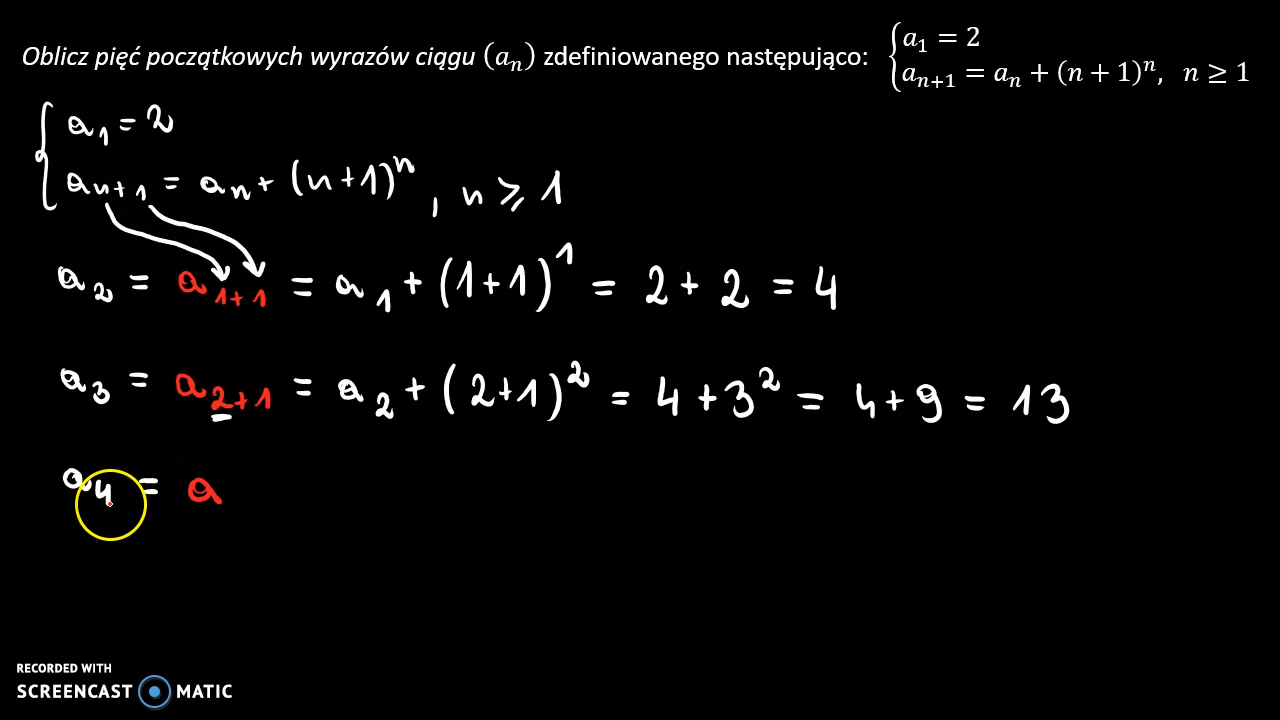 Oblicz pięć początkowych wyrazów ciągu (aₙ) zdefiniowanego następująco: {a₁ = 2
aₙ₊₁ = aₙ + (n + 1)ⁿ, n ≥ 1
{a₁ = 2
aₙ₊₁ = aₙ + (n+1)ⁿ, n ≥ 1
a₂ = a₁₊₁ = a₁ + (1+1)¹ = 2 + 2 = 4
a₃ = a₂₊₁ = a₂ + (2+1)² = 4 + 3² = 4 + 9 = 13
a₄ = a
RECORDED WITH
SCREENCAST MATIC